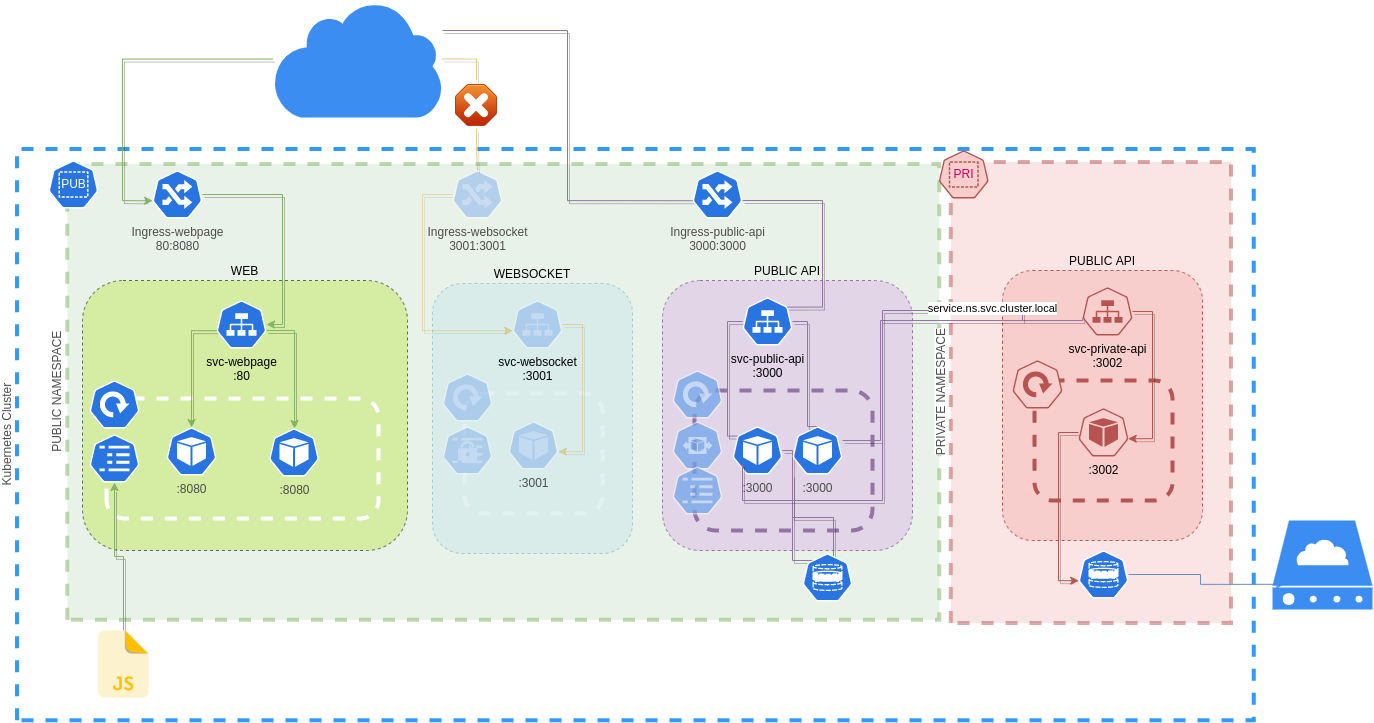 PUB
PRI
Ingress-webpage
80:8080
Ingress-websocket
3001:3001
Ingress-public-api
3000:3000
WEB
WEBSOCKET
PUBLIC API
PUBLIC API
service.ns.svc.cluster.local
svc-webpage
:80
svc-websocket
:3001
svc-public-api
:3000
svc-private-api
:3002
Kubernetes Cluster
PUBLIC NAMESPACE
PRIVATE NAMESPACE
:8080
:8080
:3001
:3000
:3000
:3002
JS